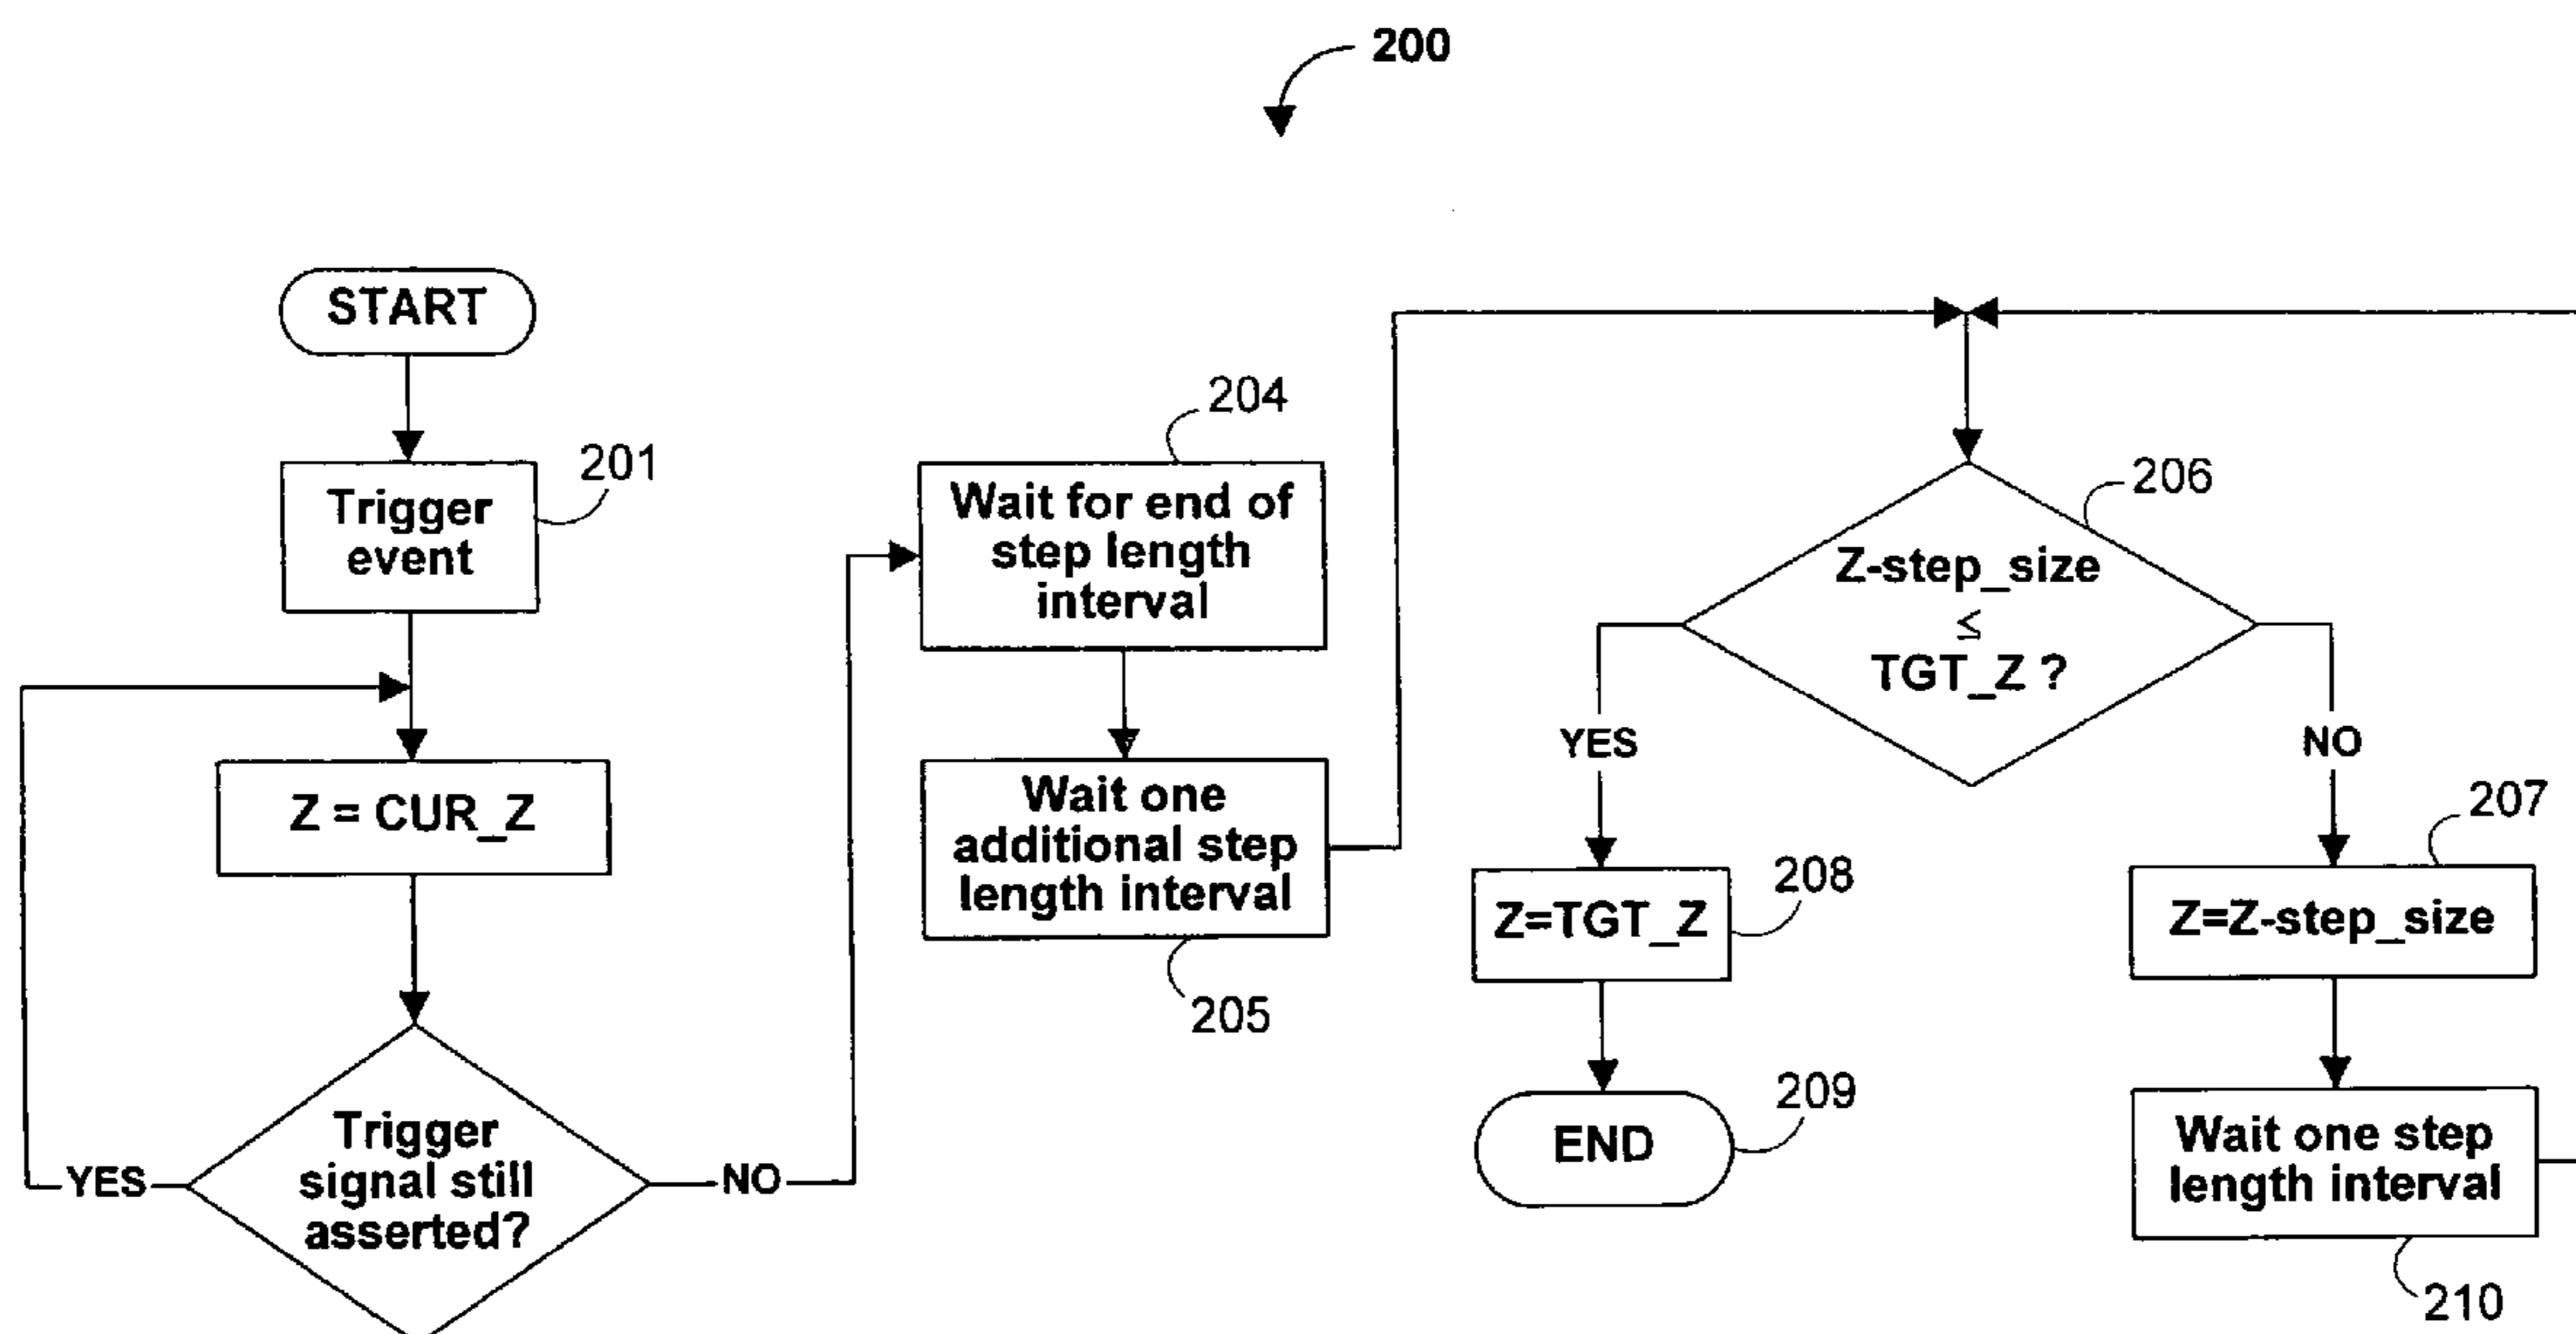 200
START
201
Trigger
event
Z = CUR_Z
Trigger
signal still
asserted?
YES
NO
204
Wait for end of
step length
interval
Wait one
additional step
length interval
205
206
Z-step_size
≤
TGT_Z ?
YES
NO
208
Z=TGT_Z
209
END
207
Z=Z-step_size
Wait one step
length interval
210